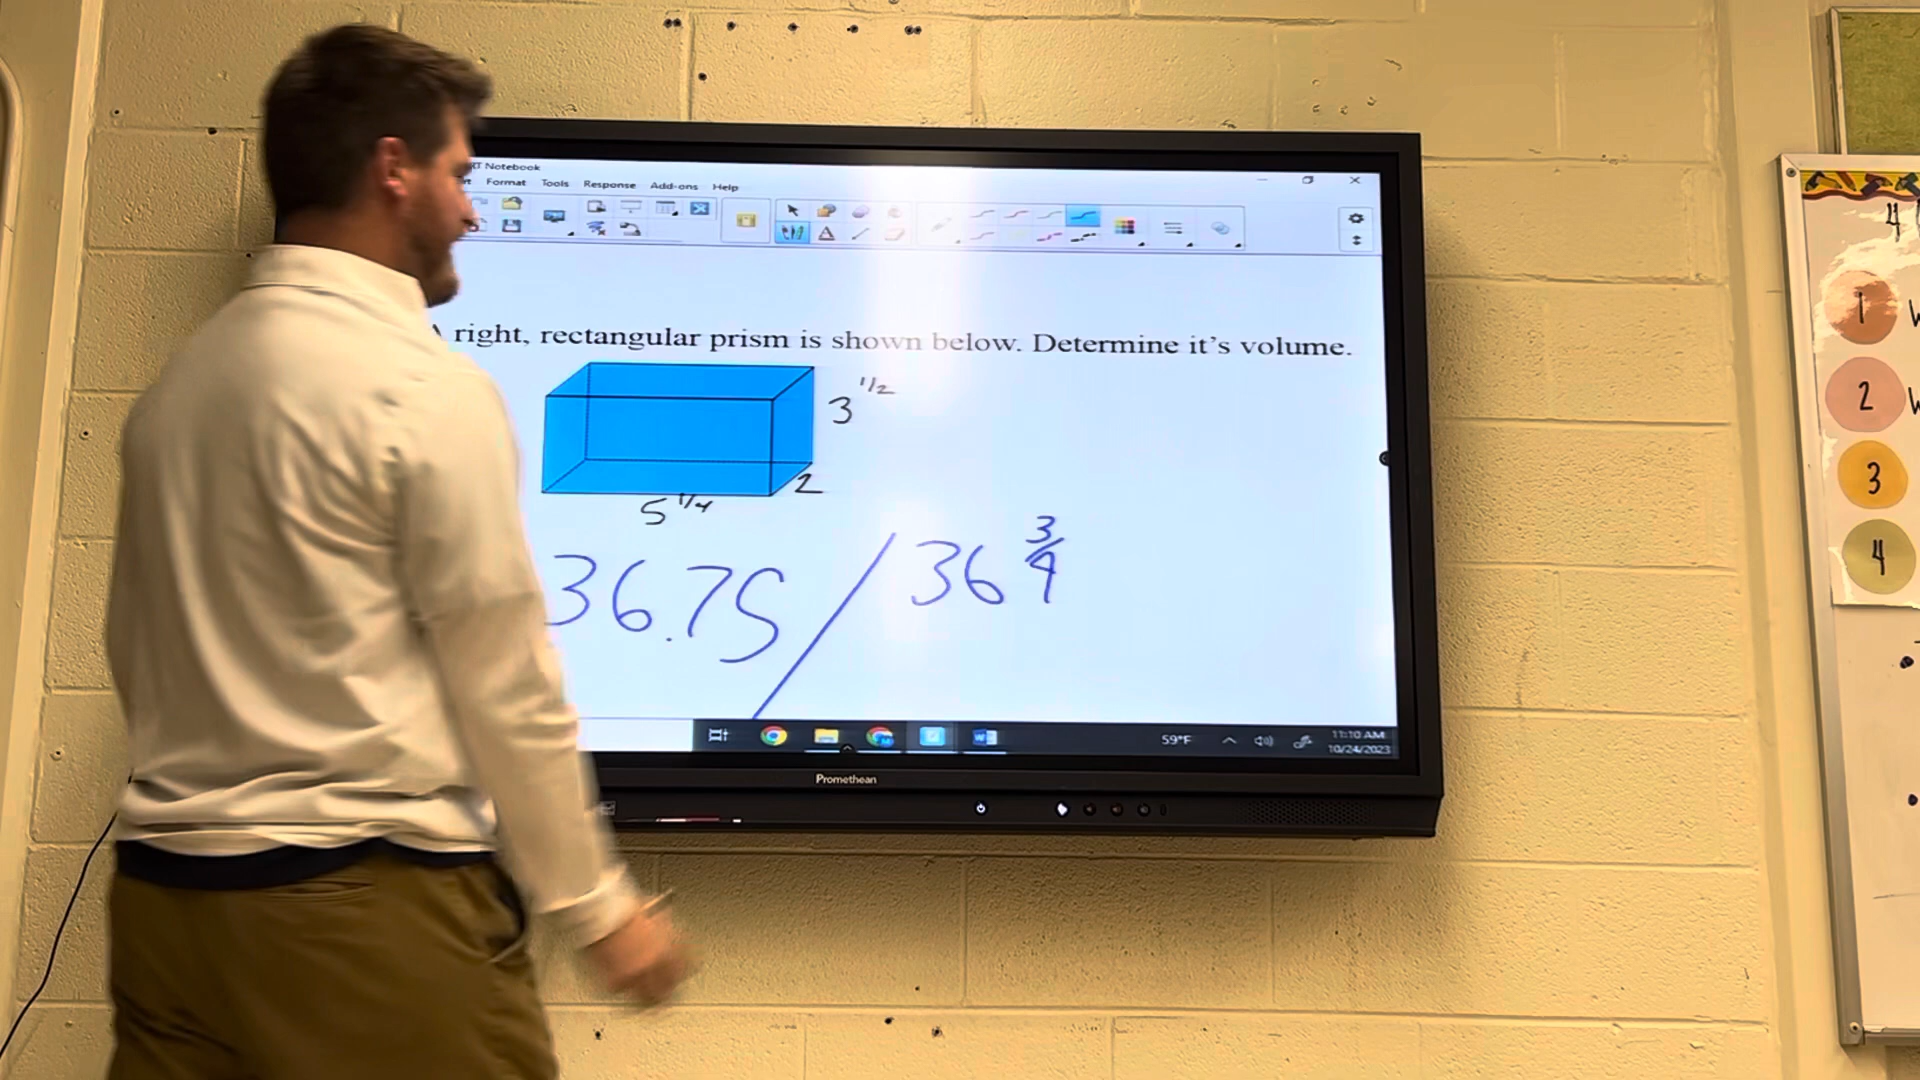 Notebook
Format Tools Response Add-ons Help
right, rectangular prism is shown below. Determine it's volume.
3 1/2
2
5 1/4
36.75 / 36 3/4
59°F
11:10 AM
10/24/2023
Promethean
4
1 W
2 W
3
4